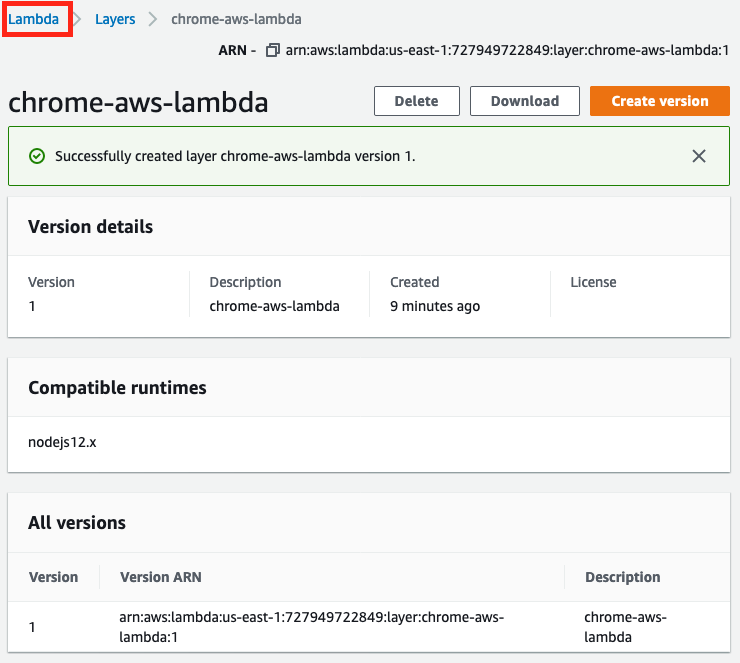 Lambda > Layers > chrome-aws-lambda
ARN - arn:aws:lambda:us-east-1:727949722849:layer:chrome-aws-lambda:1
chrome-aws-lambda Delete Download Create version
Successfully created layer chrome-aws-lambda version 1.
Version details
Version Description Created License
1 chrome-aws-lambda 9 minutes ago
Compatible runtimes
nodejs12.x
All versions
Version Version ARN Description
1 arn:aws:lambda:us-east-1:727949722849:layer:chrome-aws- chrome-aws-
lambda:1 lambda